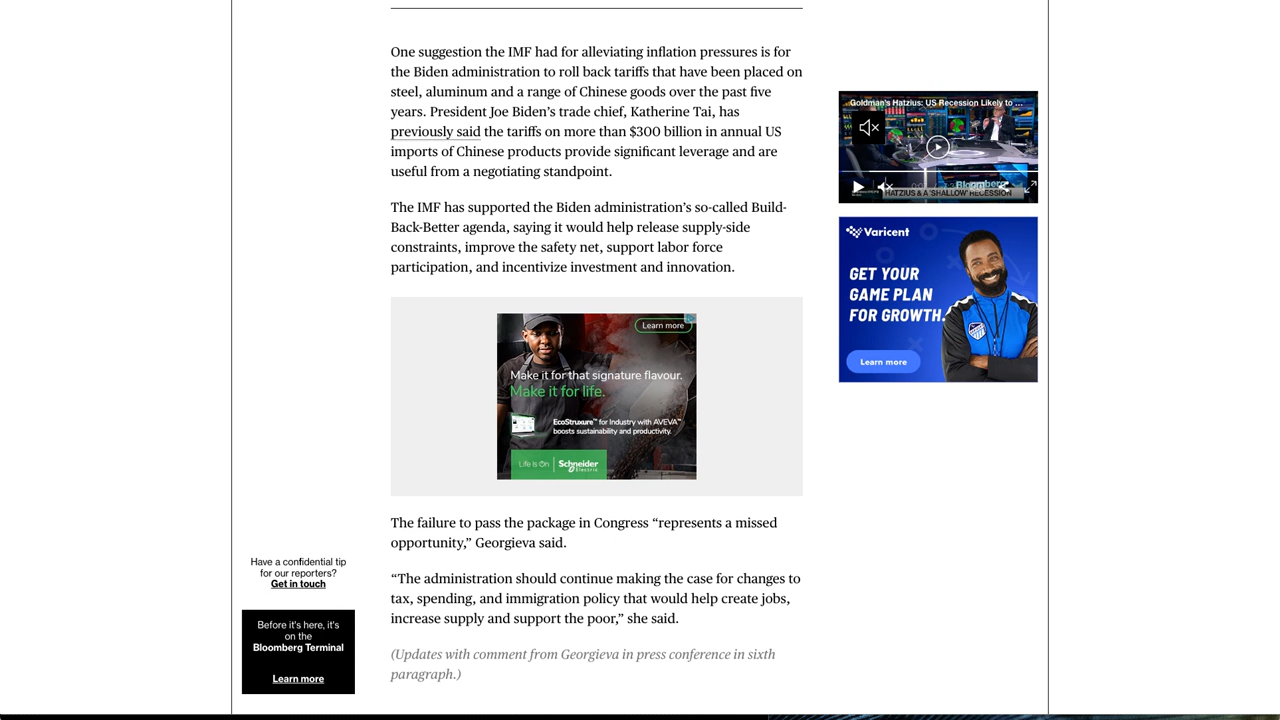 One suggestion the IMF had for alleviating inflation pressures is for
the Biden administration to roll back tariffs that have been placed on
steel, aluminum and a range of Chinese goods over the past five
years. President Joe Biden’s trade chief, Katherine Tai, has
previously said the tariffs on more than $300 billion in annual US
imports of Chinese products provide significant leverage and are
useful from a negotiating standpoint.
The IMF has supported the Biden administration’s so-called Build-
Back-Better agenda, saying it would help release supply-side
constraints, improve the safety net, support labor force
participation, and incentivize investment and innovation.
Learn more
Make it for that signature flavour.
Make it for life.
EcoStruxure™ for Industry with AVEVA™
boosts sustainability and productivity.
Life Is On | Schneider
Electric
The failure to pass the package in Congress “represents a missed
opportunity,” Georgieva said.
“The administration should continue making the case for changes to
tax, spending, and immigration policy that would help create jobs,
increase supply and support the poor,” she said.
(Updates with comment from Georgieva in press conference in sixth
paragraph.)
Have a confidential tip
for our reporters?
Get in touch
Before it's here, it's
on the
Bloomberg Terminal
Learn more
Goldman's Hatzius: US Recession Likely to ...
Bloomberg
HATZIUS & A 'SHALLOW' RECESSION
Varicent
GET YOUR
GAME PLAN
FOR GROWTH.
Learn more